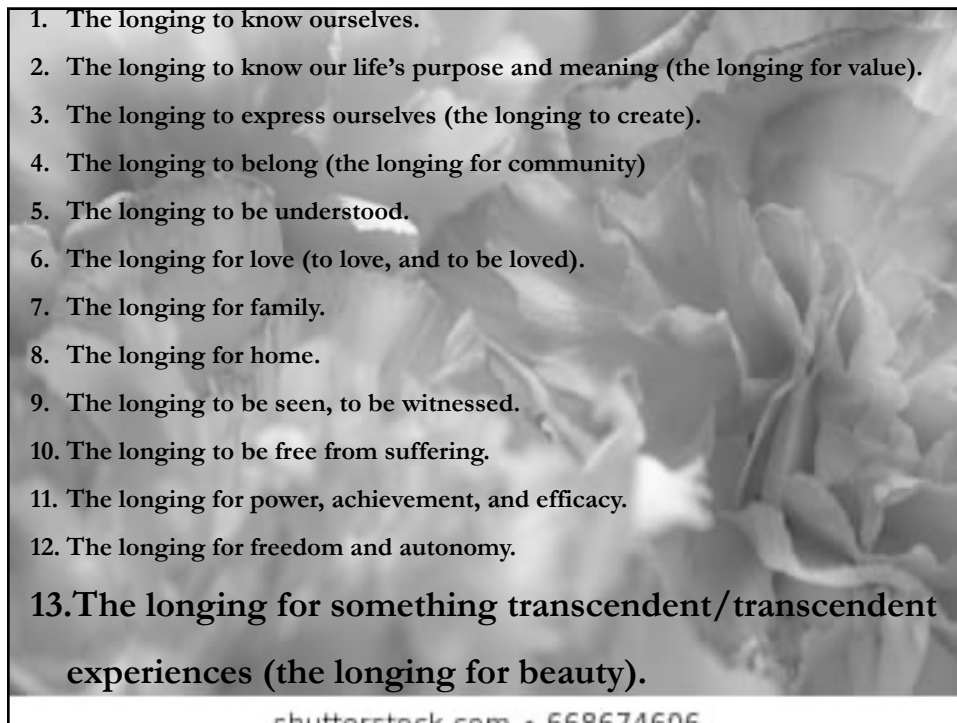 1. The longing to know ourselves.
2. The longing to know our life's purpose and meaning (the longing for value).
3. The longing to express ourselves (the longing to create).
4. The longing to belong (the longing for community)
5. The longing to be understood.
6. The longing for love (to love, and to be loved).
7. The longing for family.
8. The longing for home.
9. The longing to be seen, to be witnessed.
10. The longing to be free from suffering.
11. The longing for power, achievement, and efficacy.
12. The longing for freedom and autonomy.
13.The longing for something transcendent/transcendent
experiences (the longing for beauty).
shutterstock.com · 668674606